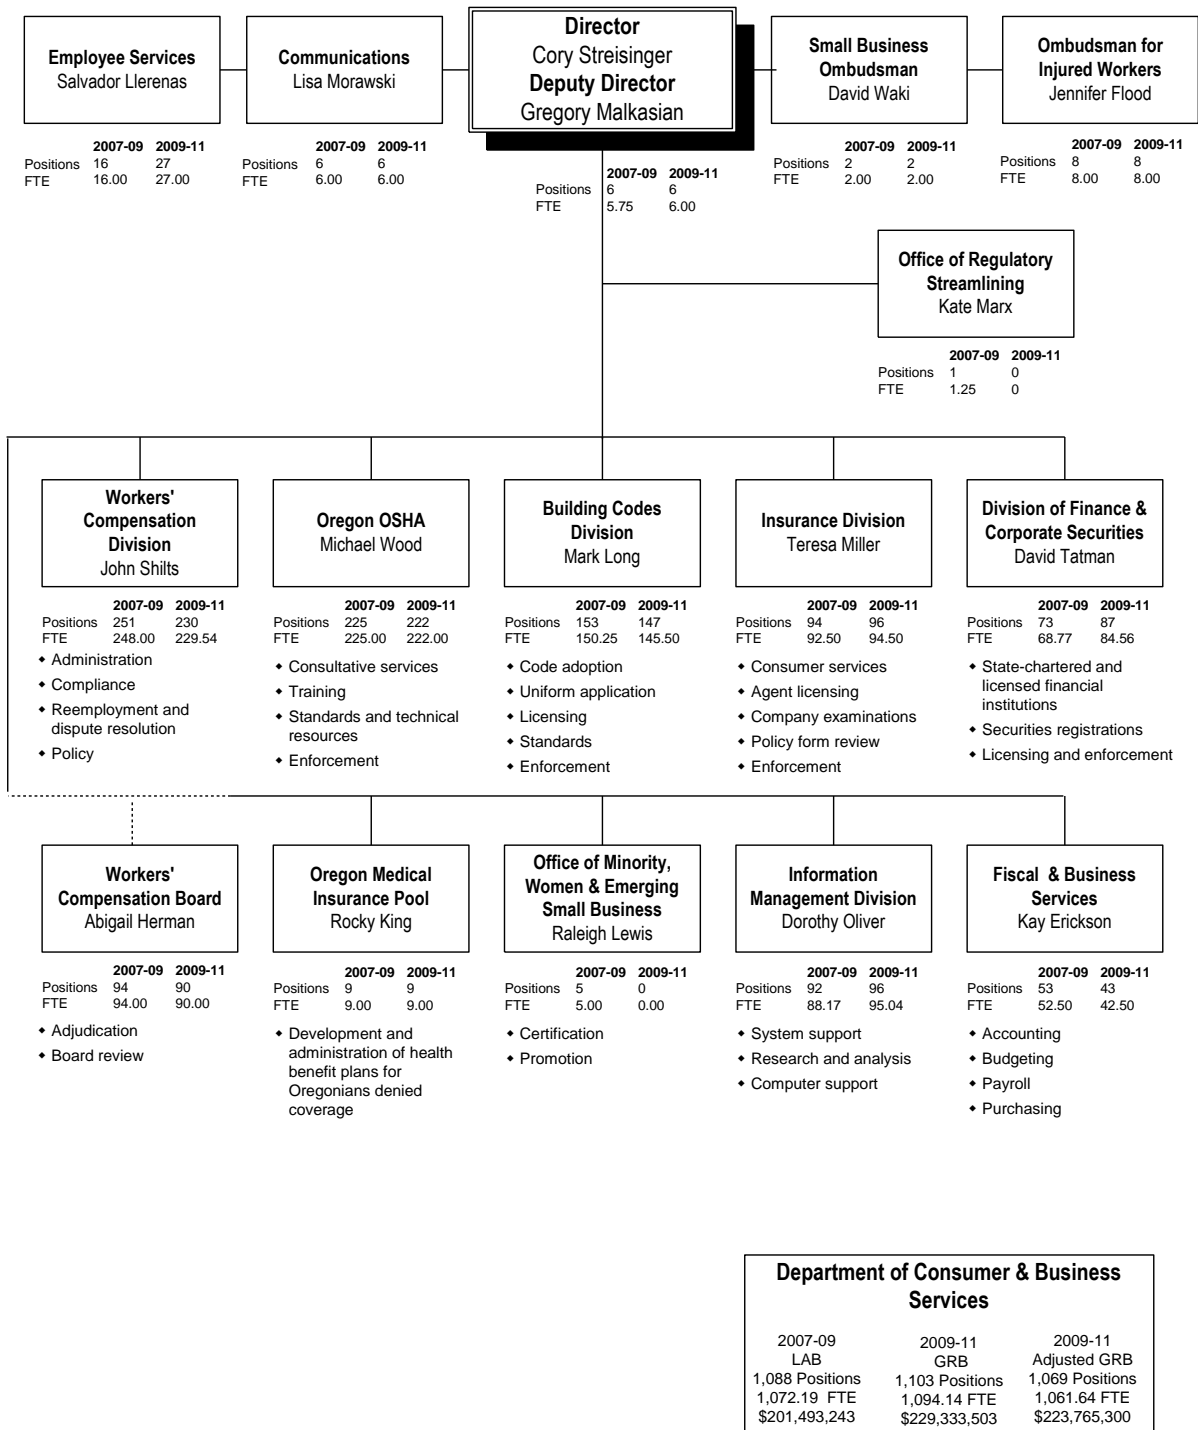 Employee Services
Salvador Llerenas
2007-09 2009-11
Positions 16 27
FTE 16.00 27.00
Communications
Lisa Morawski
2007-09 2009-11
Positions 6 6
FTE 6.00 6.00
Director
Cory Streisinger
Deputy Director
Gregory Malkasian
2007-09 2009-11
Positions 6 6
FTE 5.75 6.00
Small Business
Ombudsman
David Waki
2007-09 2009-11
Positions 2 2
FTE 2.00 2.00
Ombudsman for
Injured Workers
Jennifer Flood
2007-09 2009-11
Positions 8 8
FTE 8.00 8.00
Office of Regulatory
Streamlining
Kate Marx
2007-09 2009-11
Positions 1 0
FTE 1.25 0
Workers'
Compensation
Division
John Shilts
2007-09 2009-11
Positions 251 230
FTE 248.00 229.54
◆ Administration
◆ Compliance
◆ Reemployment and
dispute resolution
◆ Policy
Oregon OSHA
Michael Wood
2007-09 2009-11
Positions 225 222
FTE 225.00 222.00
◆ Consultative services
◆ Training
◆ Standards and technical
resources
◆ Enforcement
Building Codes
Division
Mark Long
2007-09 2009-11
Positions 153 147
FTE 150.25 145.50
◆ Code adoption
◆ Uniform application
◆ Licensing
◆ Standards
◆ Enforcement
Insurance Division
Teresa Miller
2007-09 2009-11
Positions 94 96
FTE 92.50 94.50
◆ Consumer services
◆ Agent licensing
◆ Company examinations
◆ Policy form review
◆ Enforcement
Division of Finance &
Corporate Securities
David Tatman
2007-09 2009-11
Positions 73 87
FTE 68.77 84.56
◆ State-chartered and
licensed financial
institutions
◆ Securities registrations
◆ Licensing and enforcement
Workers'
Compensation Board
Abigail Herman
2007-09 2009-11
Positions 94 90
FTE 94.00 90.00
◆ Adjudication
◆ Board review
Oregon Medical
Insurance Pool
Rocky King
2007-09 2009-11
Positions 9 9
FTE 9.00 9.00
◆ Development and
administration of health
benefit plans for
Oregonians denied
coverage
Office of Minority,
Women & Emerging
Small Business
Raleigh Lewis
2007-09 2009-11
Positions 5 0
FTE 5.00 0.00
◆ Certification
◆ Promotion
Information
Management Division
Dorothy Oliver
2007-09 2009-11
Positions 92 96
FTE 88.17 95.04
◆ System support
◆ Research and analysis
◆ Computer support
Fiscal & Business
Services
Kay Erickson
2007-09 2009-11
Positions 53 43
FTE 52.50 42.50
◆ Accounting
◆ Budgeting
◆ Payroll
◆ Purchasing
Department of Consumer & Business
Services
2007-09
LAB
1,088 Positions
1,072.19 FTE
$201,493,243
2009-11
GRB
1,103 Positions
1,094.14 FTE
$229,333,503
2009-11
Adjusted GRB
1,069 Positions
1,061.64 FTE
$223,765,300